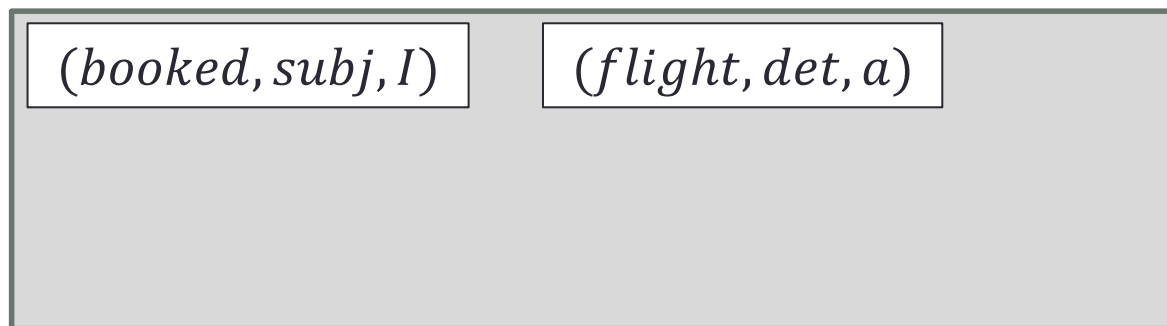 (booked, subj, I) (flight, det, a)